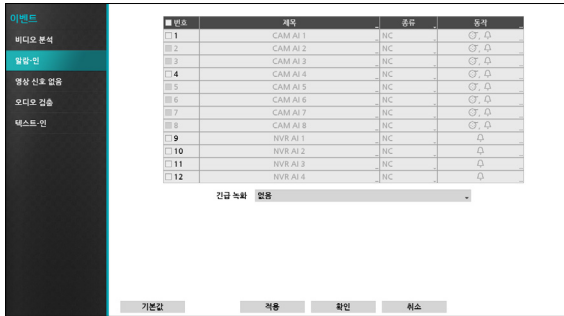 이벤트
비디오 분석
알람-인
영상 신호 없음
오디오 검출
텍스트-인
번호 제목 종류 동작
1 CAM AI 1 NC
2 CAM AI 2 NC
3 CAM AI 3 NC
4 CAM AI 4 NC
5 CAM AI 5 NC
6 CAM AI 6 NC
7 CAM AI 7 NC
8 CAM AI 8 NC
9 NVR AI 1 NC
10 NVR AI 2 NC
11 NVR AI 3 NC
12 NVR AI 4 NC
긴급 녹화 없음
기본값 적용 확인 취소